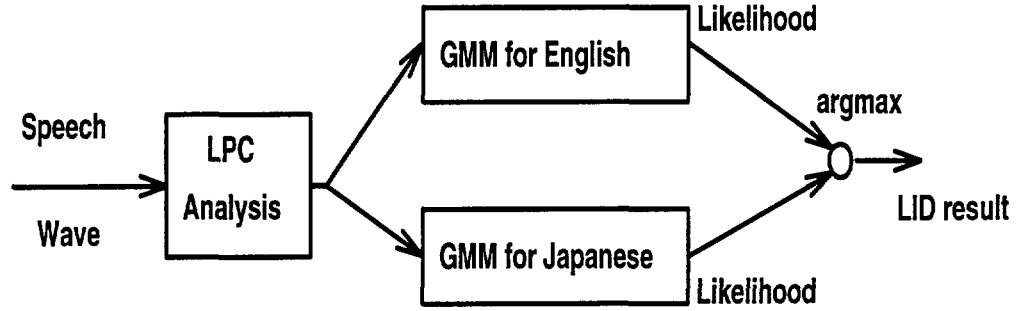 Speech
Wave
LPC
Analysis
GMM for English
Likelihood
GMM for Japanese
Likelihood
argmax
LID result